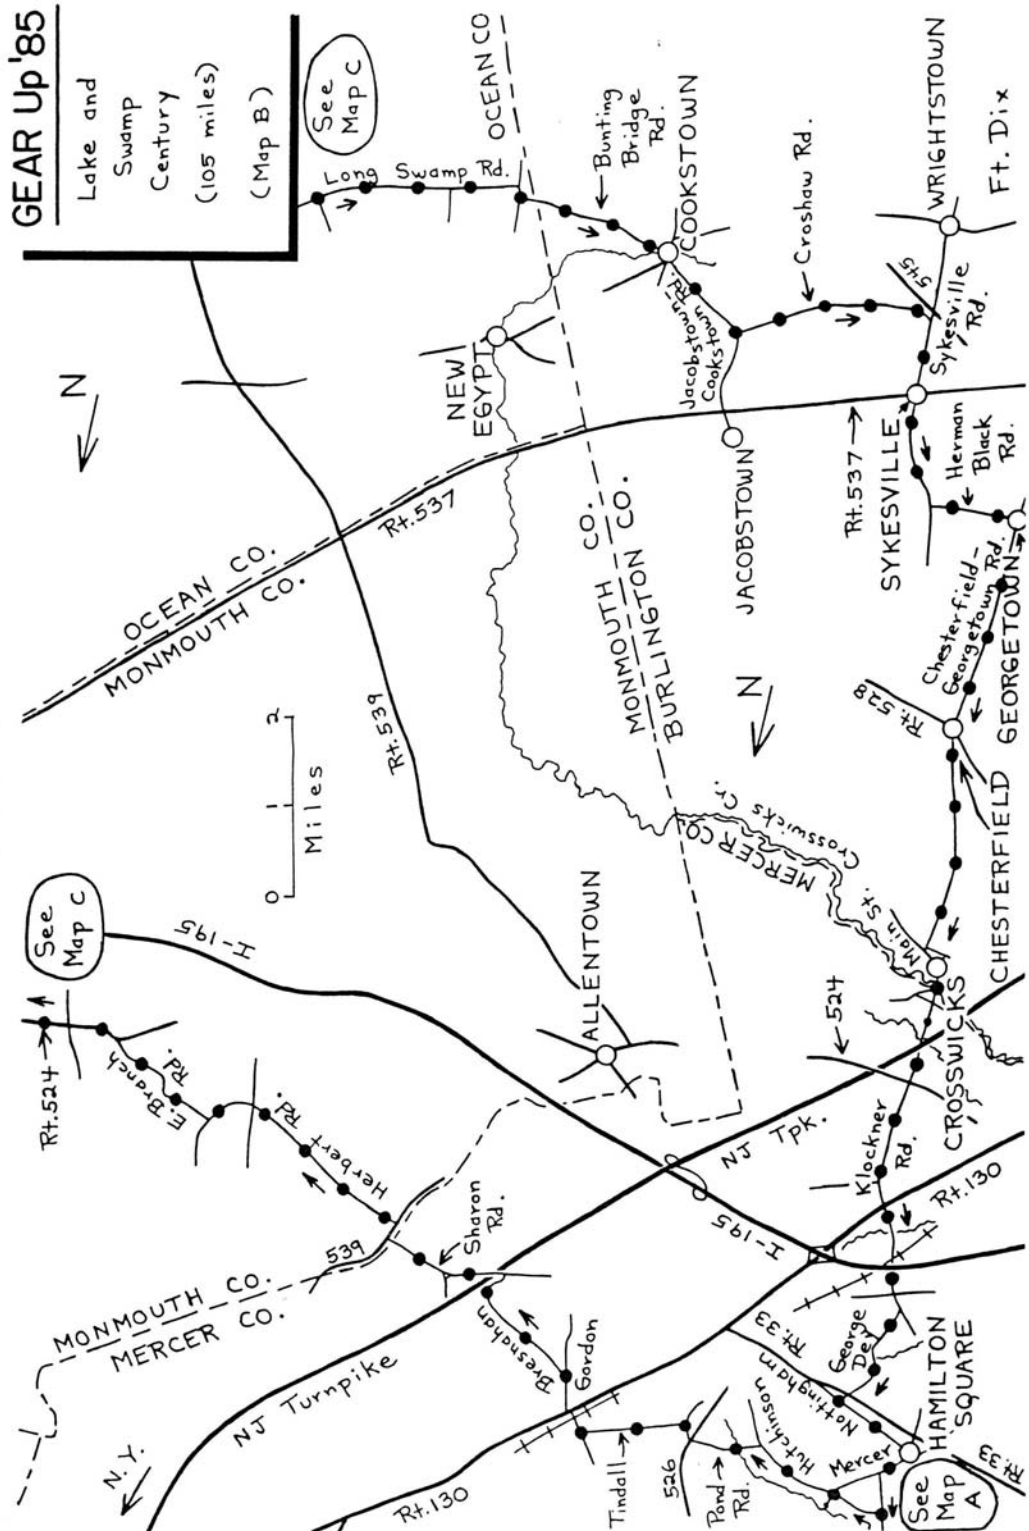 GEAR Up '85
Lake and
Swamp
Century
(105 miles)
(Map B)
See
Map C
OCEAN CO
Long Swamp Rd.
Bunting
Bridge
Rd.
COOKSTOWN
Croshaw Rd.
WRIGHTSTOWN
Ft. Dix
545
Sykesville
Rd.
Jacobstown-
Cookstown Rd.
NEW
EGYPT
N
JACOBSTOWN
Rt.537
SYKESVILLE
Herman
Black
Rd.
GEORGETOWN
Chesterfield-
Georgetown Rd.
OCEAN CO.
MONMOUTH CO.
Rt.537
MONMOUTH CO.
BURLINGTON CO.
Rt.539
N
Rt.528
CHESTERFIELD
0 1 2
Miles
MERCER CO.
Crosswicks Cr.
Main St.
CROSSWICKS
See
Map C
I-195
ALLENTOWN
524
Rt.524
E. Branch
Rd.
Herbert Rd.
Klockner
Rd.
NJ Tpk.
Rt.130
I-195
539
Sharon
Rd.
MONMOUTH CO.
MERCER CO.
NJ Turnpike
N.Y.
Bresnahan
Gordon
Rt.33
George
Dey
Nottingham
HAMILTON
SQUARE
Rt.33
Hutchinson
Mercer
See
Map
A
Pond
Rd.
526
Tindall
Rt.130